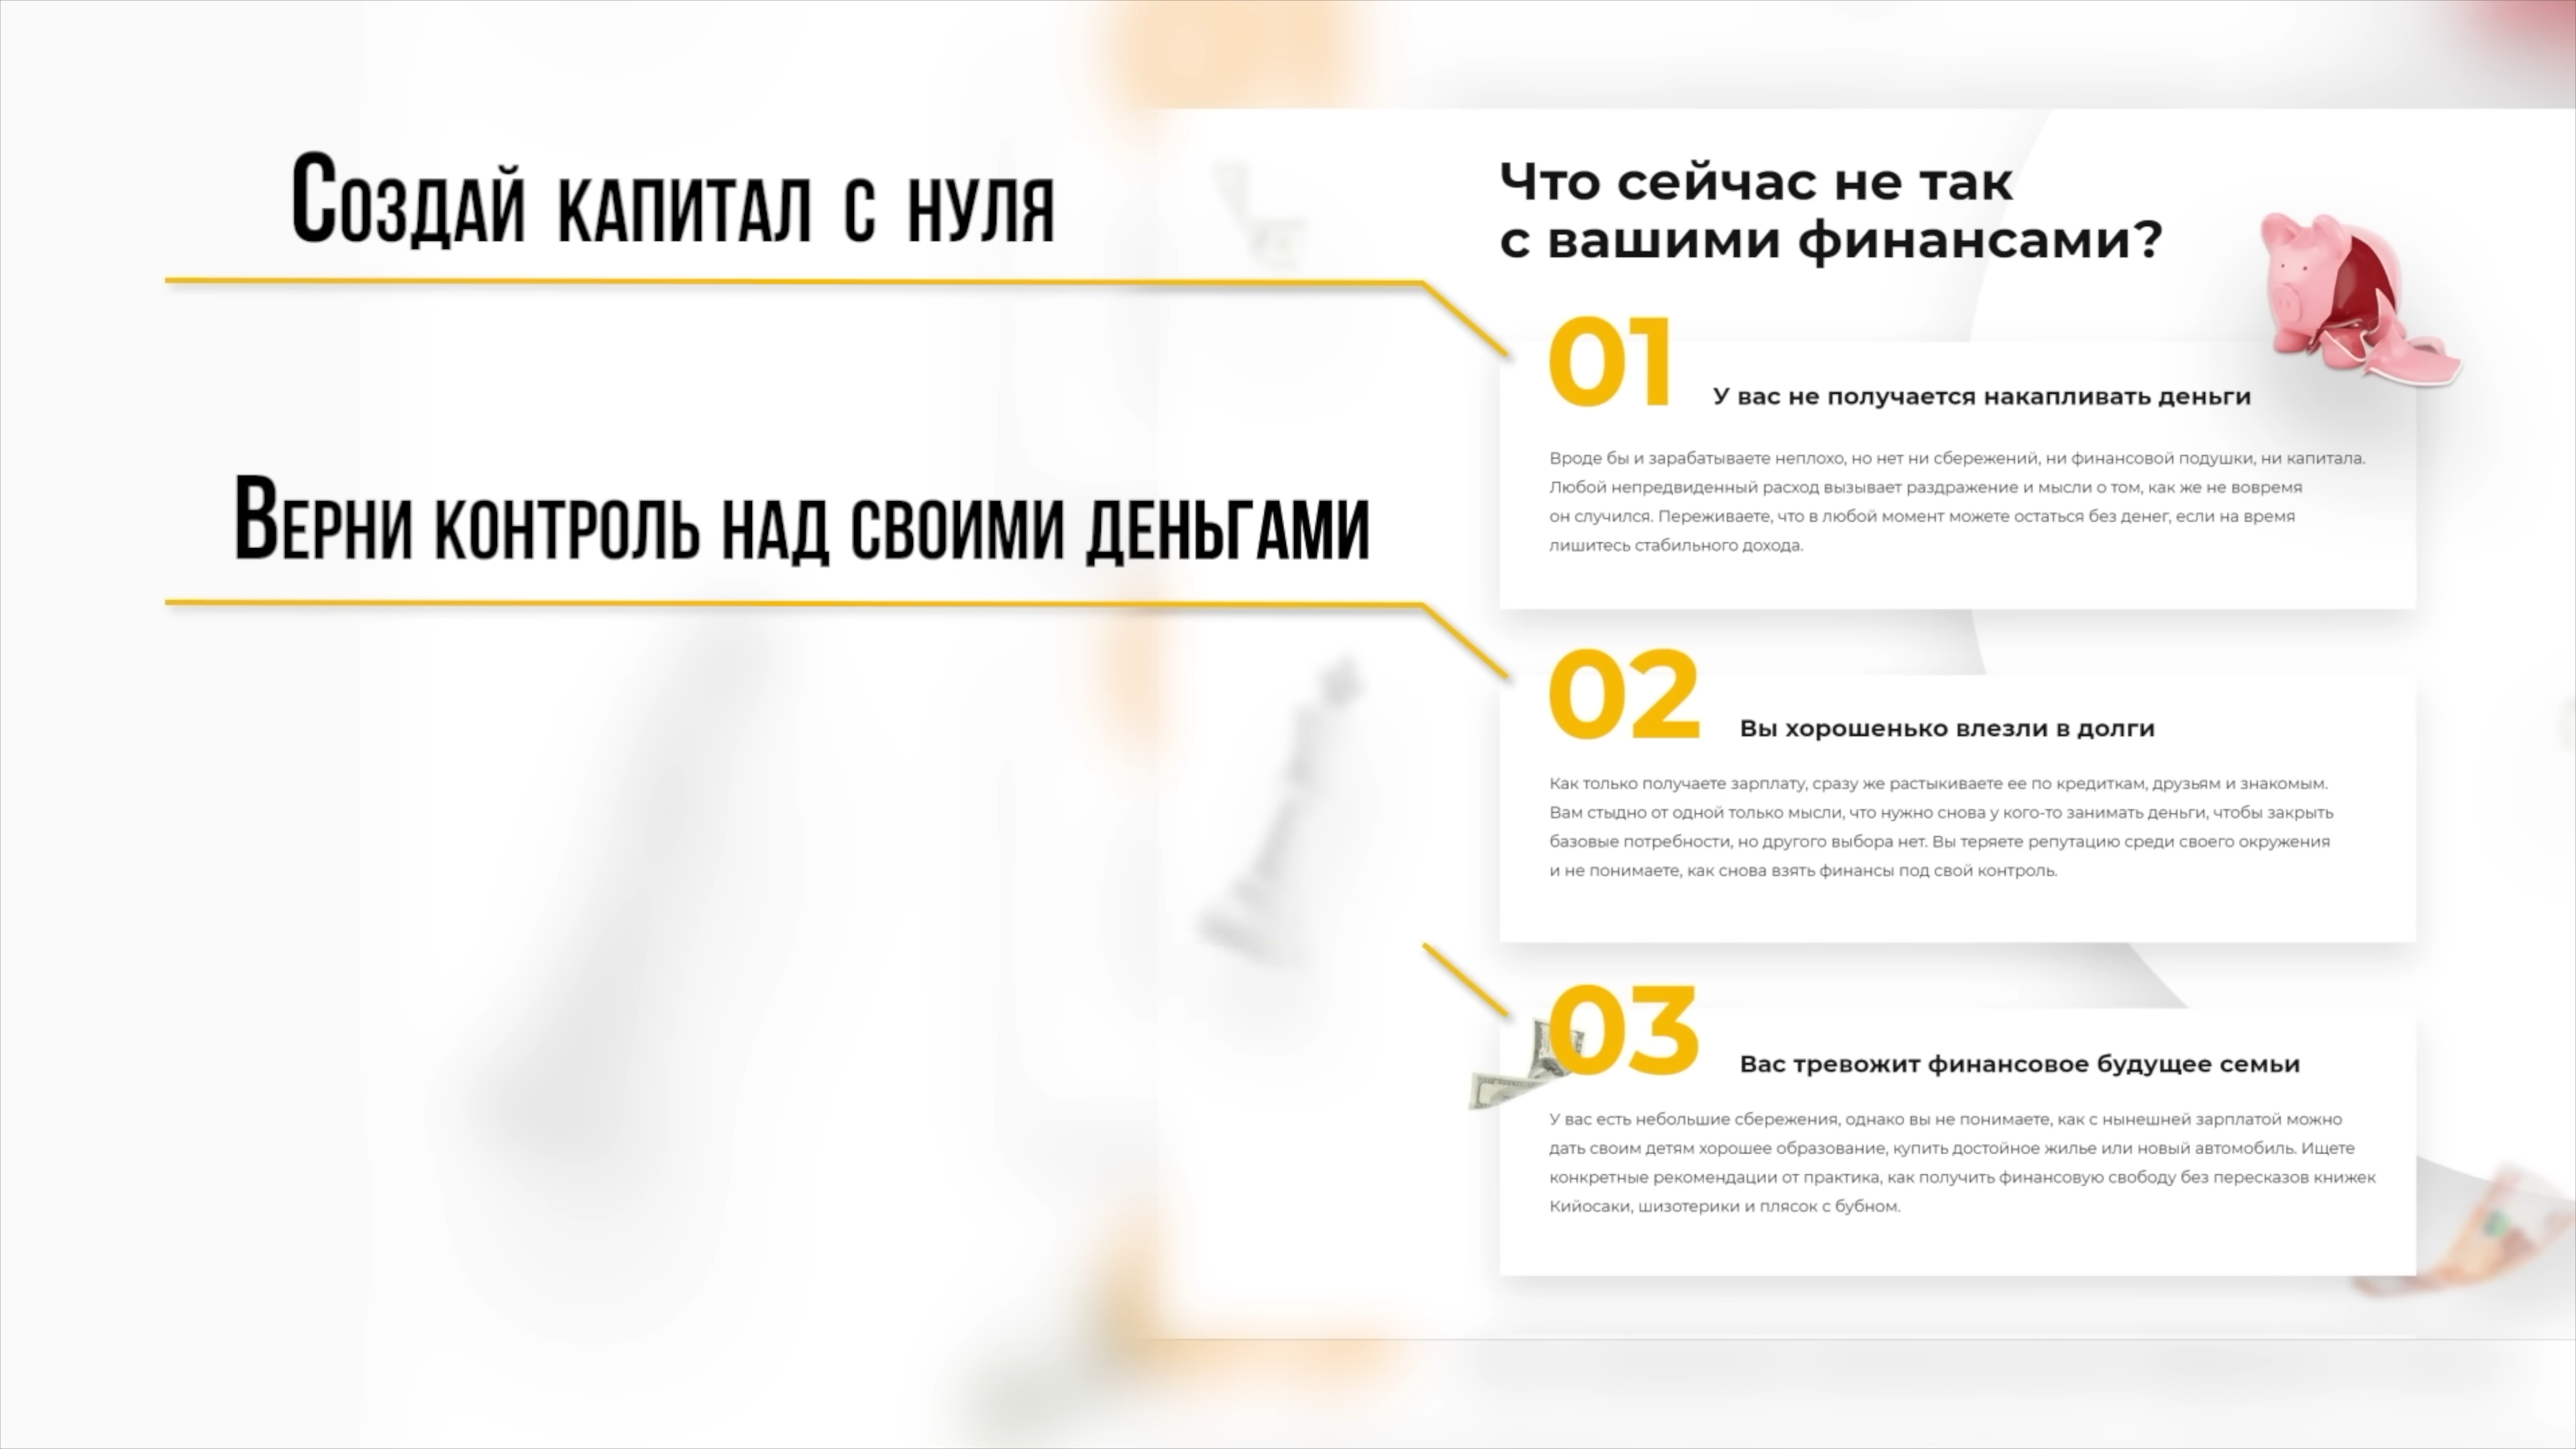 Создай капитал с нуля
Верни контроль над своими деньгами
Что сейчас не так
с вашими финансами?
01
У вас не получается накапливать деньги
Вроде бы и зарабатываете неплохо, но нет ни сбережений, ни финансовой подушки, ни капитала.
Любой непредвиденный расход вызывает раздражение и мысли о том, как же не вовремя
он случился. Переживаете, что в любой момент можете остаться без денег, если на время
лишитесь стабильного дохода.
02
Вы хорошенько влезли в долги
Как только получаете зарплату, сразу же растыкиваете ее по кредиткам, друзьям и знакомым.
Вам стыдно от одной только мысли, что нужно снова у кого-то занимать деньги, чтобы закрыть
базовые потребности, но другого выбора нет. Вы теряете репутацию среди своего окружения
и не понимаете, как снова взять финансы под свой контроль.
03
Вас тревожит финансовое будущее семьи
У вас есть небольшие сбережения, однако вы не понимаете, как с нынешней зарплатой можно
дать своим детям хорошее образование, купить достойное жилье или новый автомобиль. Ищете
конкретные рекомендации от практика, как получить финансовую свободу без пересказов книжек
Кийосаки, шизотерики и плясок с бубном.